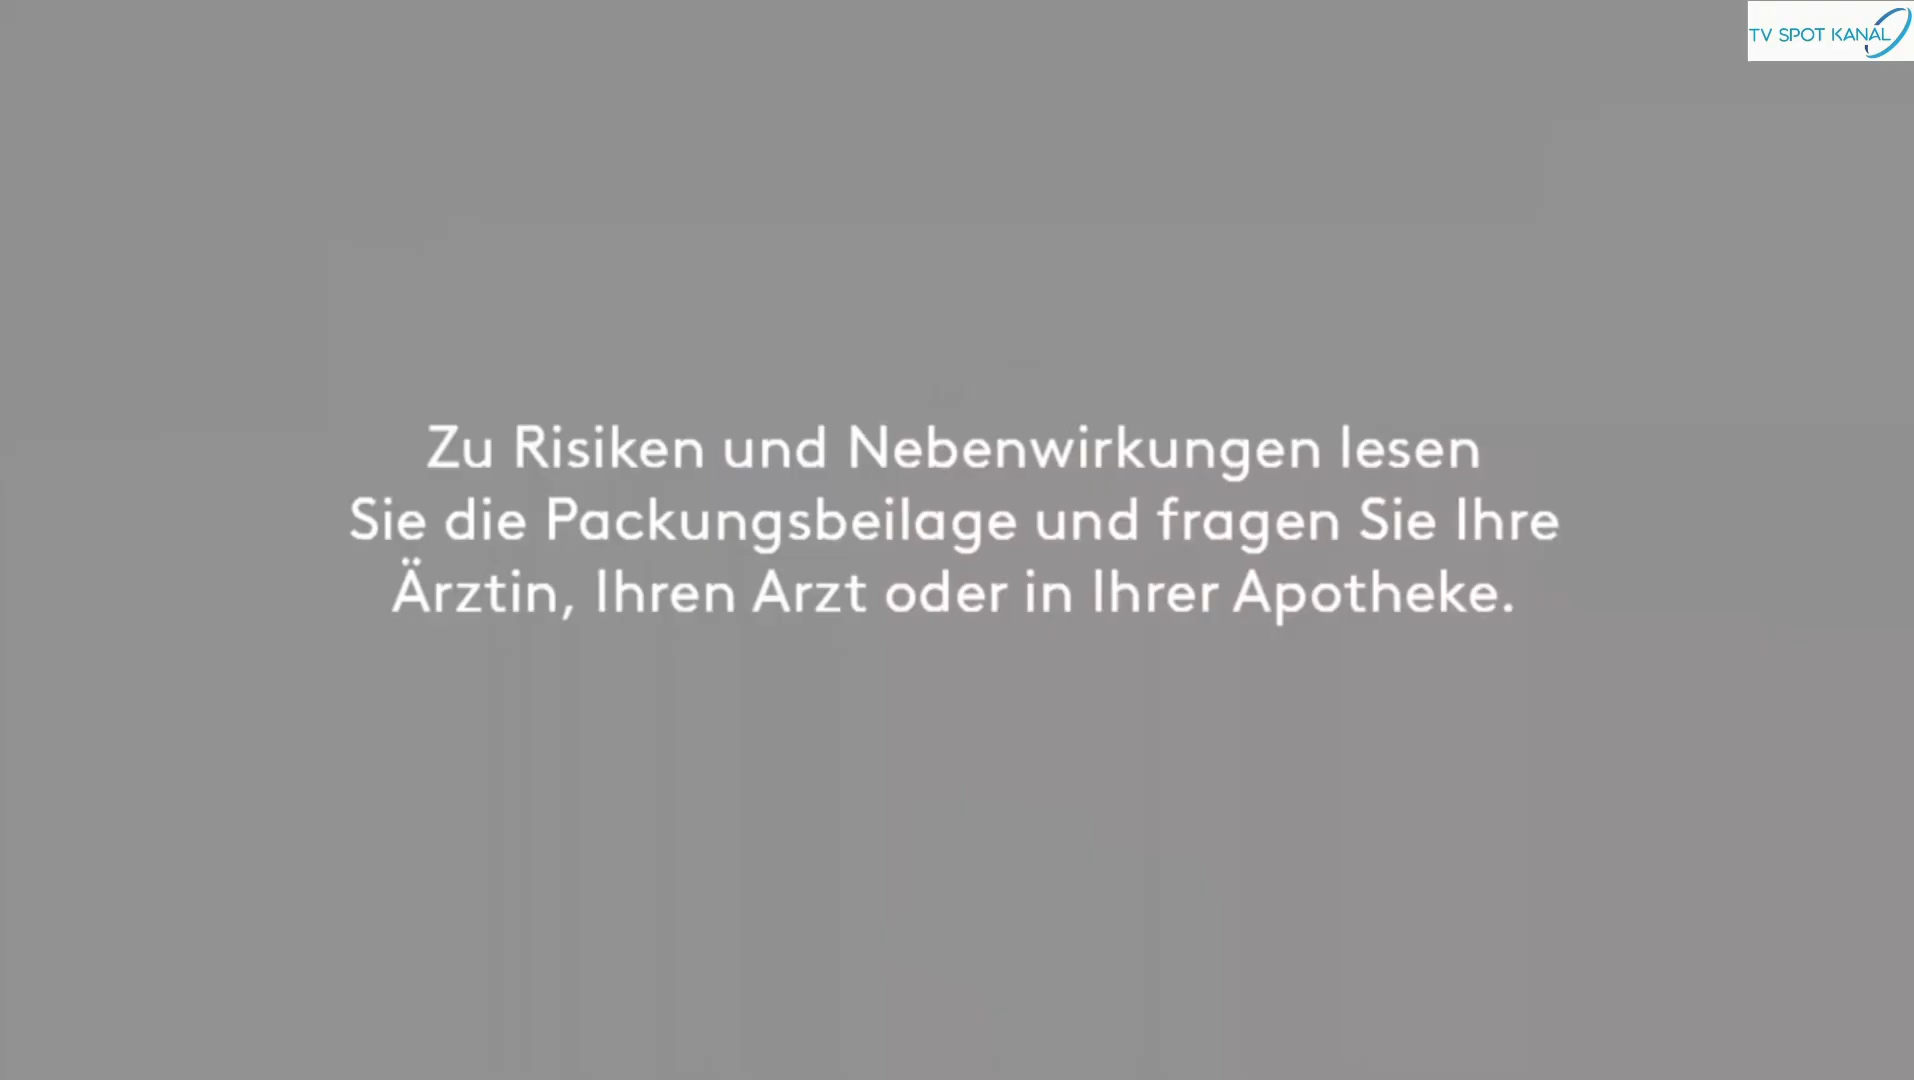 TV SPOT KANAL
Zu Risiken und Nebenwirkungen lesen
Sie die Packungsbeilage und fragen Sie Ihre
Ärztin, Ihren Arzt oder in Ihrer Apotheke.